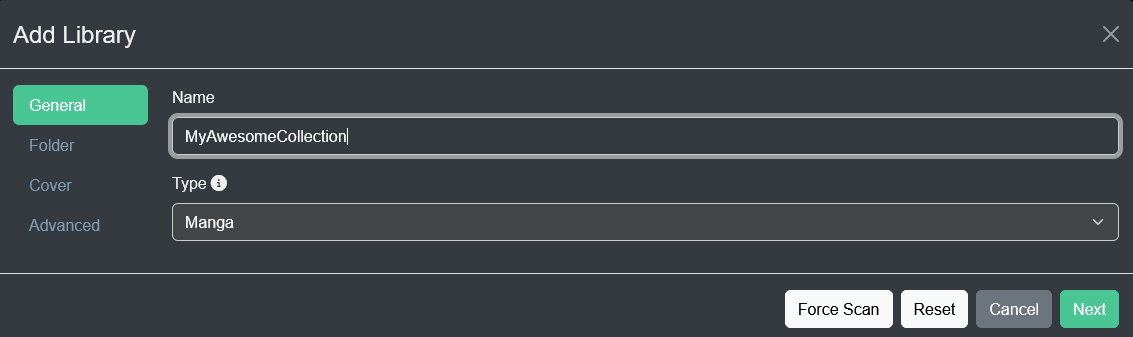 Add Library
General
Folder
Cover
Advanced
Name
MyAwesomeCollection
Type
Manga
Force Scan
Reset
Cancel
Next